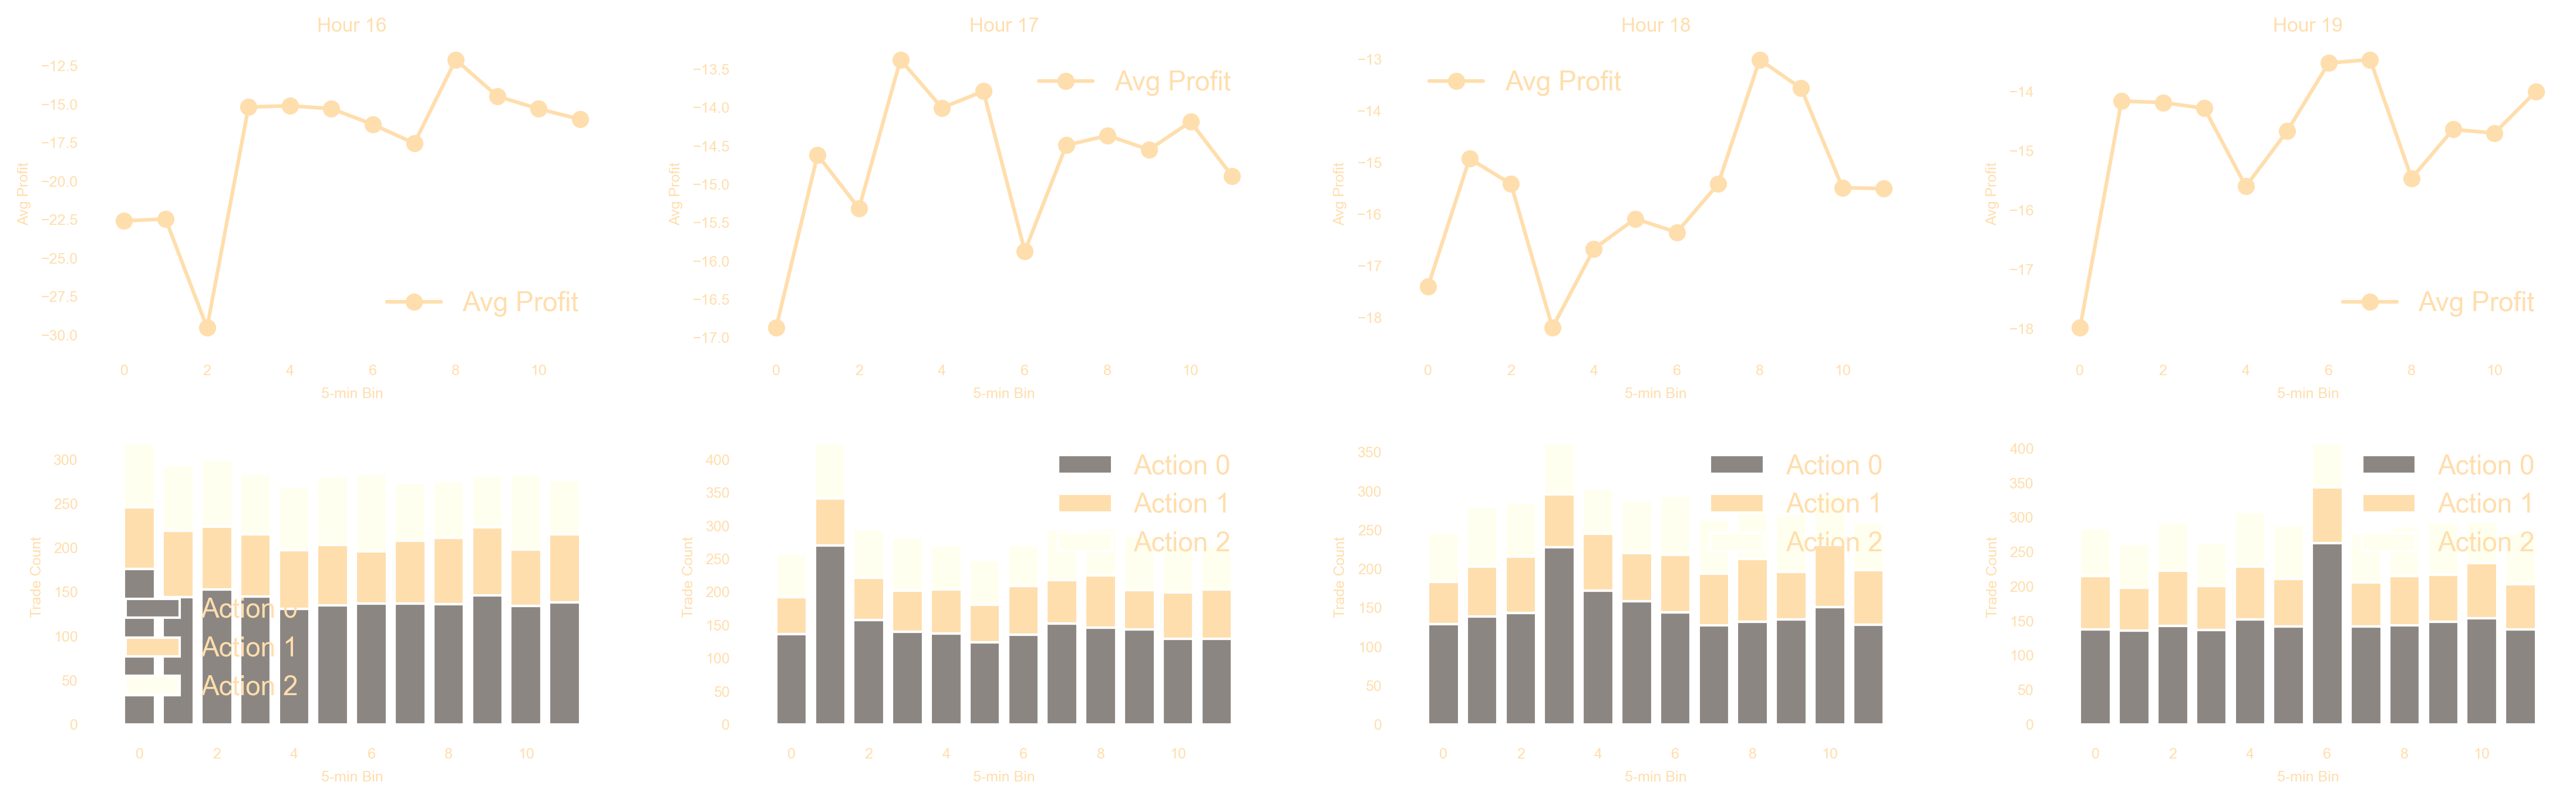 Hour 16
Avg Profit
−12.5
−15.0
−17.5
−20.0
−22.5
−25.0
−27.5
−30.0
Avg Profit
0 2 4 6 8 10
5-min Bin
Hour 17
Avg Profit
−13.5
−14.0
−14.5
−15.0
−15.5
−16.0
−16.5
−17.0
Avg Profit
0 2 4 6 8 10
5-min Bin
Hour 18
Avg Profit
−13
−14
−15
−16
−17
−18
Avg Profit
0 2 4 6 8 10
5-min Bin
Hour 19
Avg Profit
−14
−15
−16
−17
−18
Avg Profit
0 2 4 6 8 10
5-min Bin
Trade Count
300
250
200
150
100
50
0
Action 0
Action 1
Action 2
0 2 4 6 8 10
5-min Bin
Trade Count
400
350
300
250
200
150
100
50
0
Action 0
Action 1
Action 2
0 2 4 6 8 10
5-min Bin
Trade Count
350
300
250
200
150
100
50
0
Action 0
Action 1
Action 2
0 2 4 6 8 10
5-min Bin
Trade Count
400
350
300
250
200
150
100
50
0
Action 0
Action 1
Action 2
0 2 4 6 8 10
5-min Bin